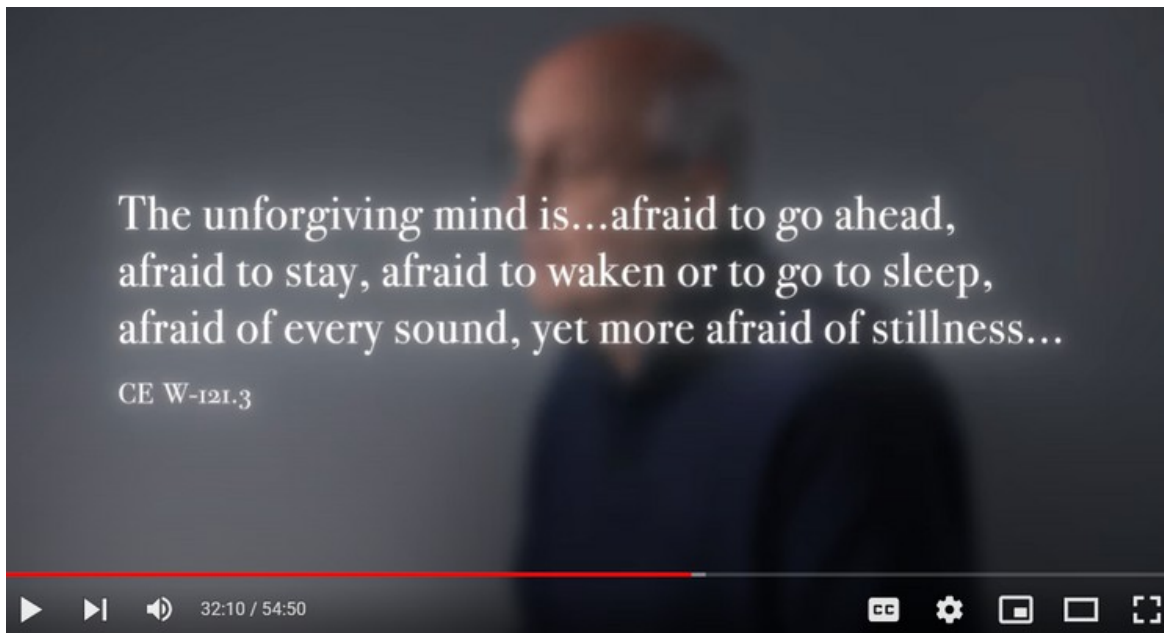 The unforgiving mind is...afraid to go ahead,
afraid to stay, afraid to waken or to go to sleep,
afraid of every sound, yet more afraid of stillness...
CE W-121.3
32:10 / 54:50
CC